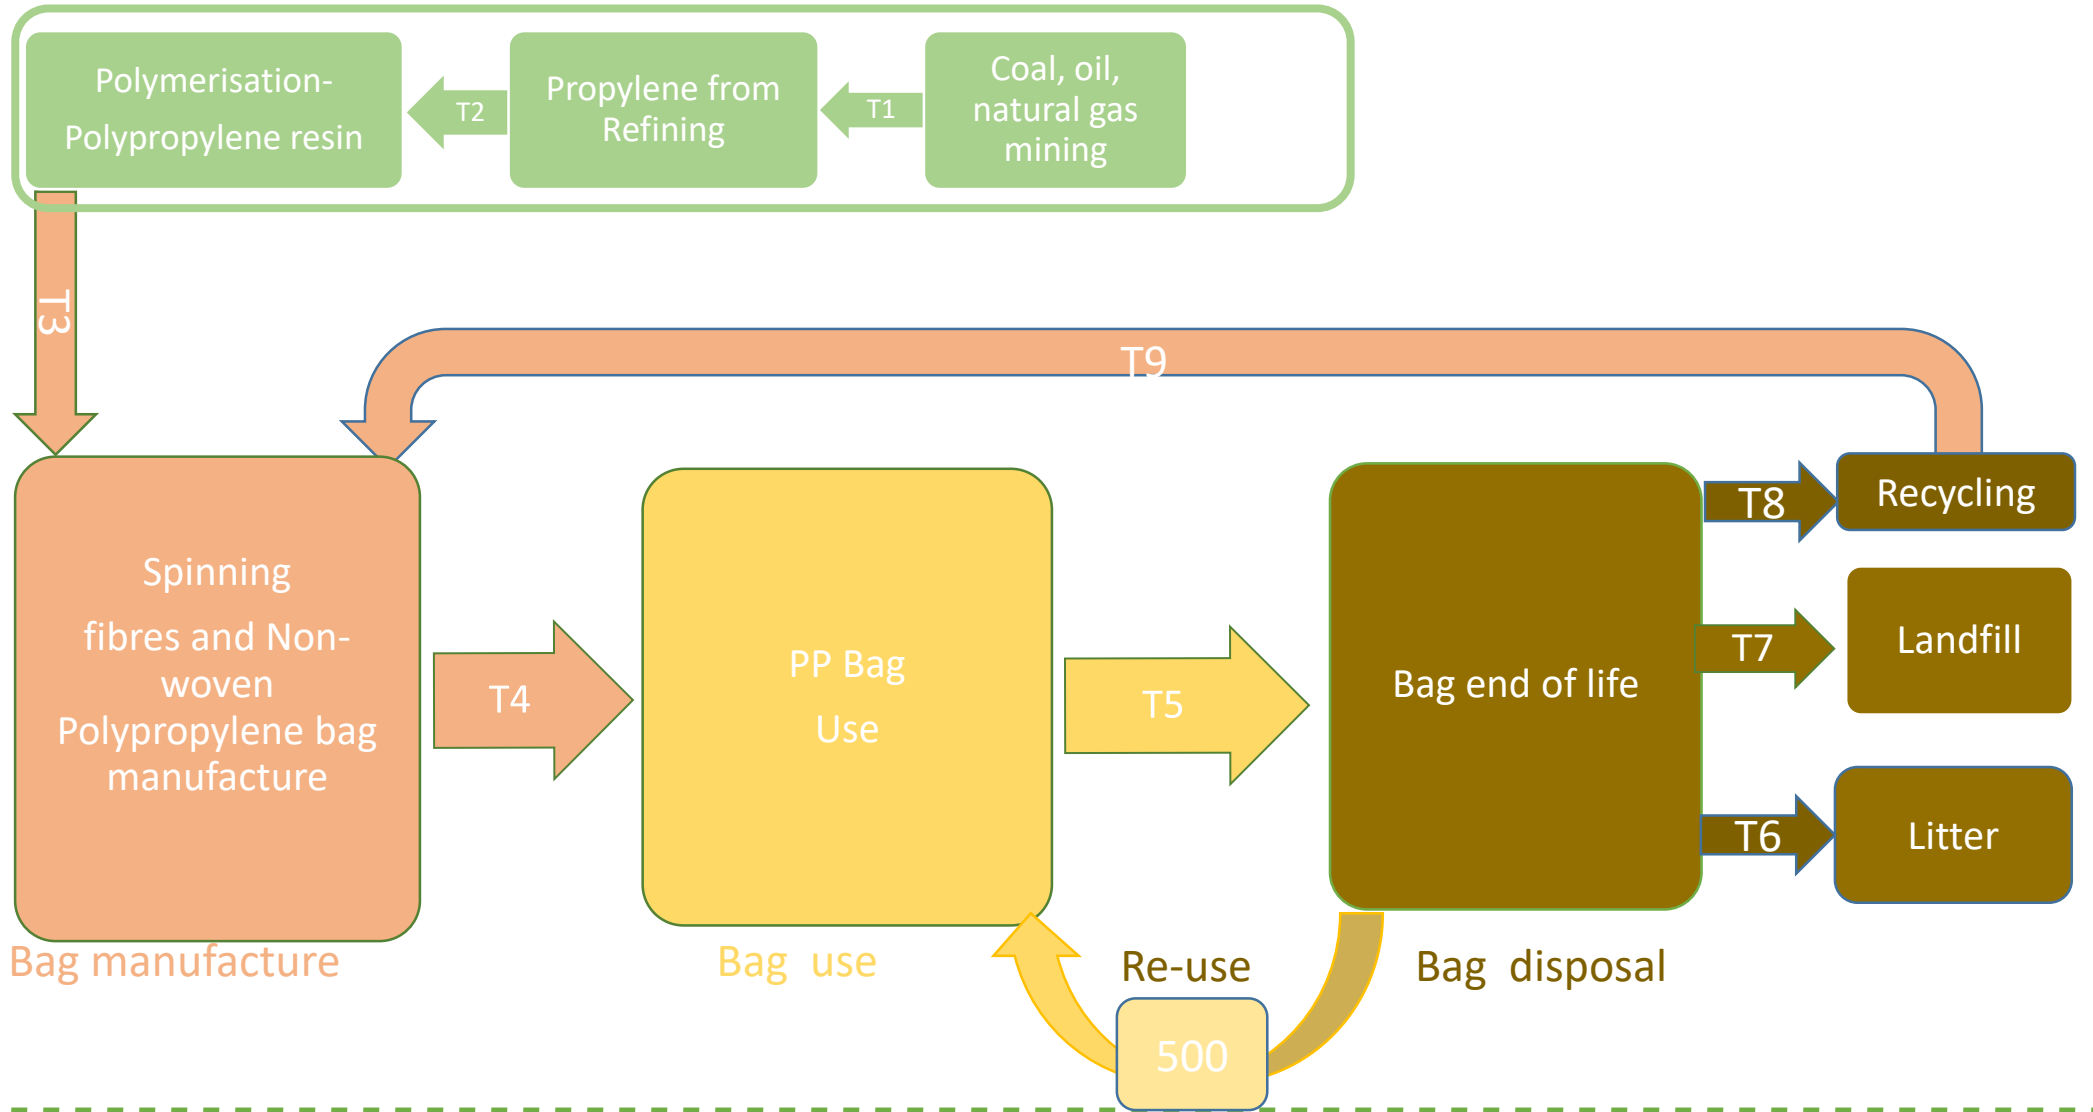 Polymerisation-
Polypropylene resin
T2
Propylene from
Refining
T1
Coal, oil,
natural gas
mining
T3
T9
Spinning
fibres and Non-
woven
Polypropylene bag
manufacture
T4
PP Bag
Use
T5
Bag end of life
T8
Recycling
T7
Landfill
T6
Litter
Bag manufacture
Bag use
Re-use
Bag disposal
500